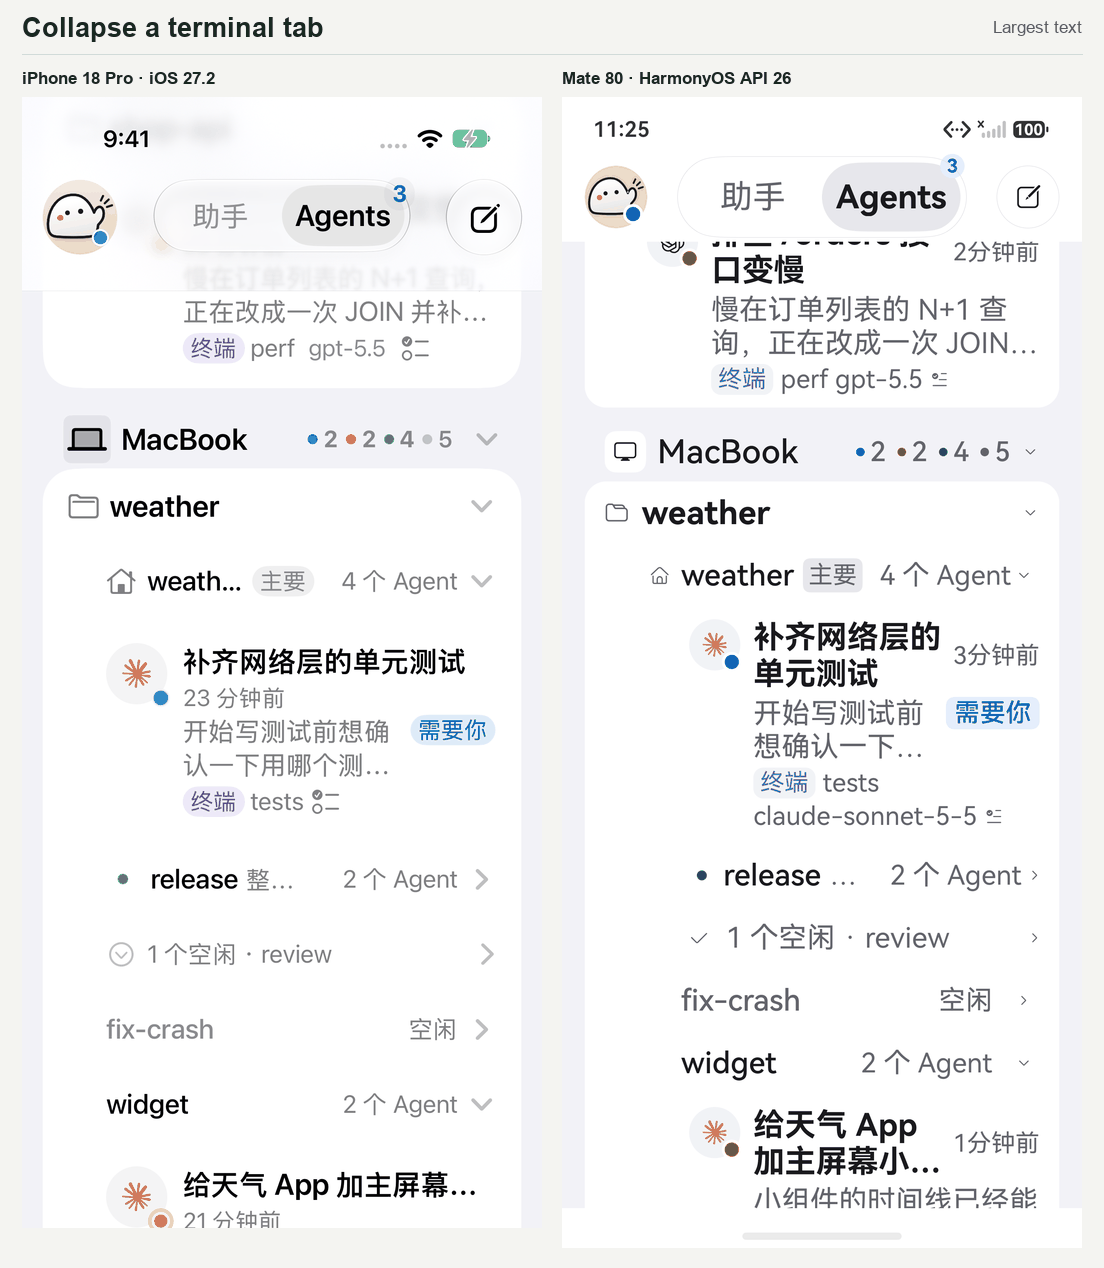 Collapse a terminal tab
Largest text
iPhone 18 Pro · iOS 27.2
9:41
助手
Agents
3
慢在订单列表的 N+1 查询,
正在改成一次 JOIN 并补…
终端 perf gpt-5.5
MacBook
2 2 4 5
weather
weath… 主要 4 个 Agent
补齐网络层的单元测试
23 分钟前
开始写测试前想确
认一下用哪个测…
需要你
终端 tests
release 整… 2 个 Agent
1 个空闲 · review
fix-crash 空闲
widget 2 个 Agent
给天气 App 加主屏幕…
21 分钟前
Mate 80 · HarmonyOS API 26
11:25
100
助手
Agents
3
口变慢
2分钟前
慢在订单列表的 N+1 查
询，正在改成一次 JOIN…
终端 perf gpt-5.5
MacBook
2 2 4 5
weather
weather 主要 4 个 Agent
补齐网络层的
单元测试
3分钟前
开始写测试前
想确认一下…
需要你
终端 tests
claude-sonnet-5-5
release … 2 个 Agent
1 个空闲 · review
fix-crash 空闲
widget 2 个 Agent
给天气 App
加主屏幕小…
1分钟前
小组件的时间线已经能